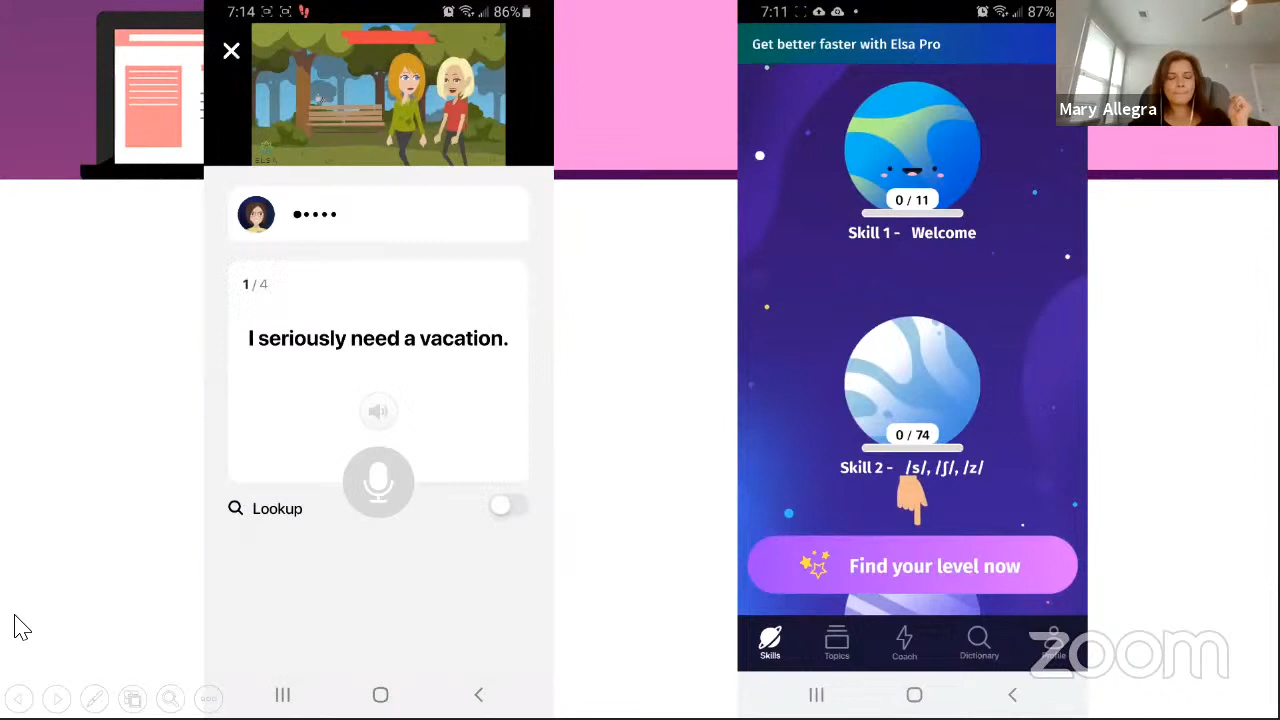 7:14
86%
ELSA
1 / 4
I seriously need a vacation.
Lookup
7:11
87%
Get better faster with Elsa Pro
0 / 11
Skill 1 - Welcome
0 / 74
Skill 2 - /s/, /ʃ/, /z/
Find your level now
Skills
Topics
Coach
Dictionary
Profile
Mary Allegra
zoom